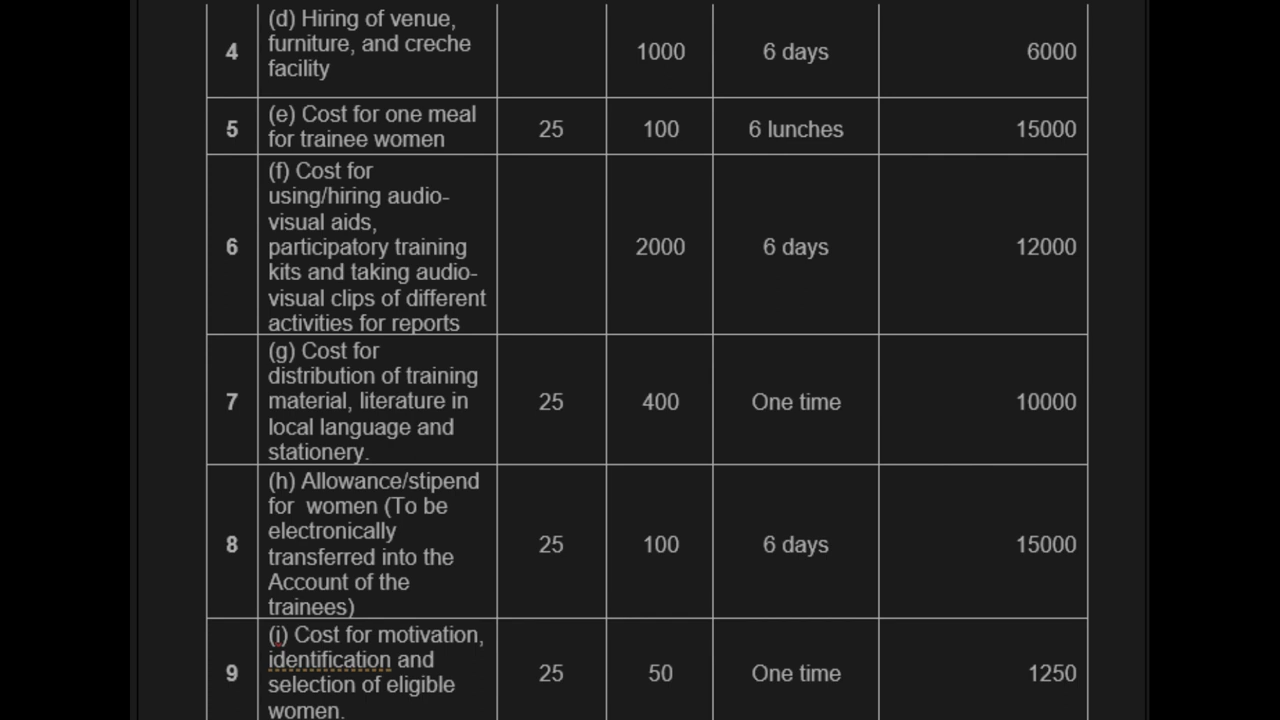 4 (d) Hiring of venue, furniture, and creche facility 1000 6 days 6000
5 (e) Cost for one meal for trainee women 25 100 6 lunches 15000
6 (f) Cost for using/hiring audio-visual aids, participatory training kits and taking audio-visual clips of different activities for reports 2000 6 days 12000
7 (g) Cost for distribution of training material, literature in local language and stationery. 25 400 One time 10000
8 (h) Allowance/stipend for  women (To be electronically transferred into the Account of the trainees) 25 100 6 days 15000
9 (i) Cost for motivation, identification and selection of eligible women. 25 50 One time 1250